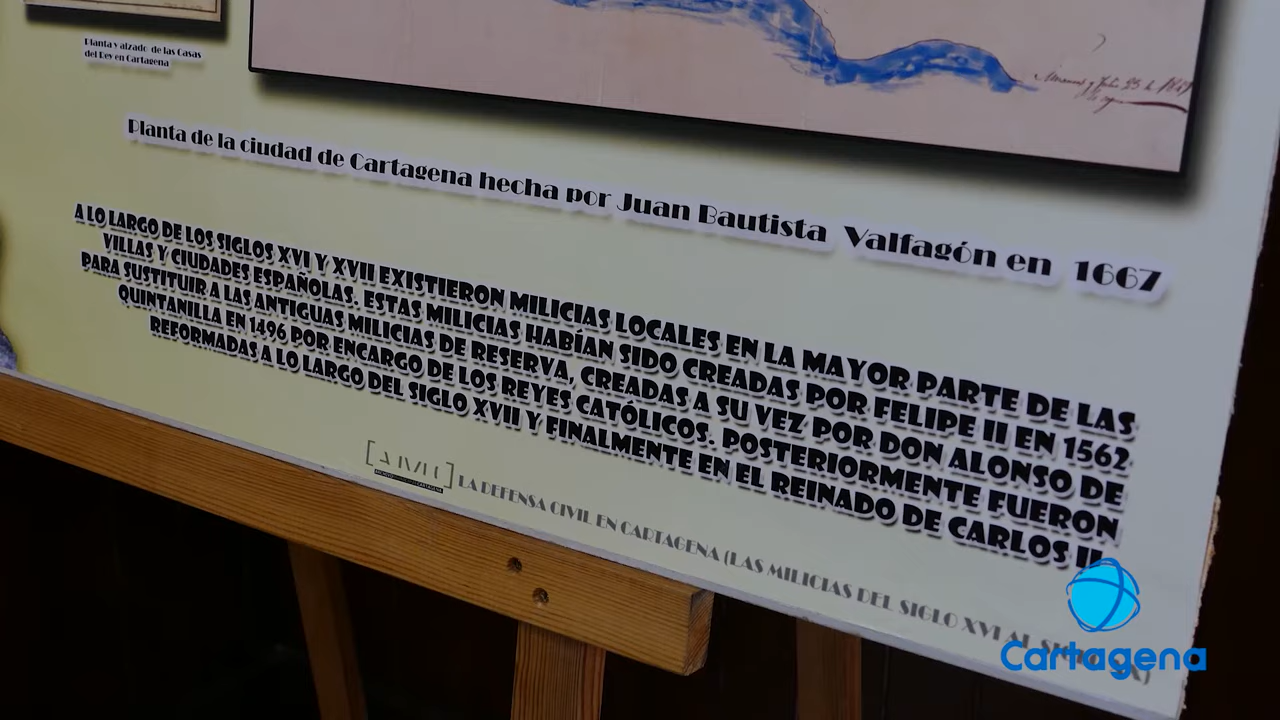 Planta y alzado de las Casas
del Rey en Cartagena
Planta de la ciudad de Cartagena hecha por Juan Bautista Valfagón en 1667
A LO LARGO DE LOS SIGLOS XVI Y XVII EXISTIERON MILICIAS LOCALES EN LA MAYOR PARTE DE LAS
VILLAS Y CIUDADES ESPAÑOLAS. ESTAS MILICIAS HABÍAN SIDO CREADAS POR FELIPE II EN 1562
PARA SUSTITUIR A LAS ANTIGUAS MILICIAS DE RESERVA, CREADAS A SU VEZ POR DON ALONSO DE
QUINTANILLA EN 1496 POR ENCARGO DE LOS REYES CATÓLICOS. POSTERIORMENTE FUERON
REFORMADAS A LO LARGO DEL SIGLO XVII Y FINALMENTE EN EL REINADO DE CARLOS II.
LA DEFENSA CIVIL EN CARTAGENA (LAS MILICIAS DEL SIGLO XVI AL
Cartagena